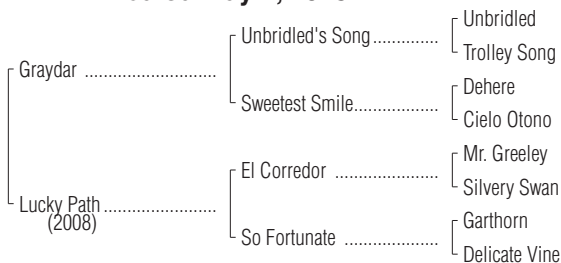 Unbridled
Unbridled's Song..............
Trolley Song
Graydar ............................
Dehere
Sweetest Smile..................
Cielo Otono
Mr. Greeley
El Corredor ......................
Silvery Swan
Lucky Path ........................
(2008)
Garthorn
So Fortunate ....................
Delicate Vine